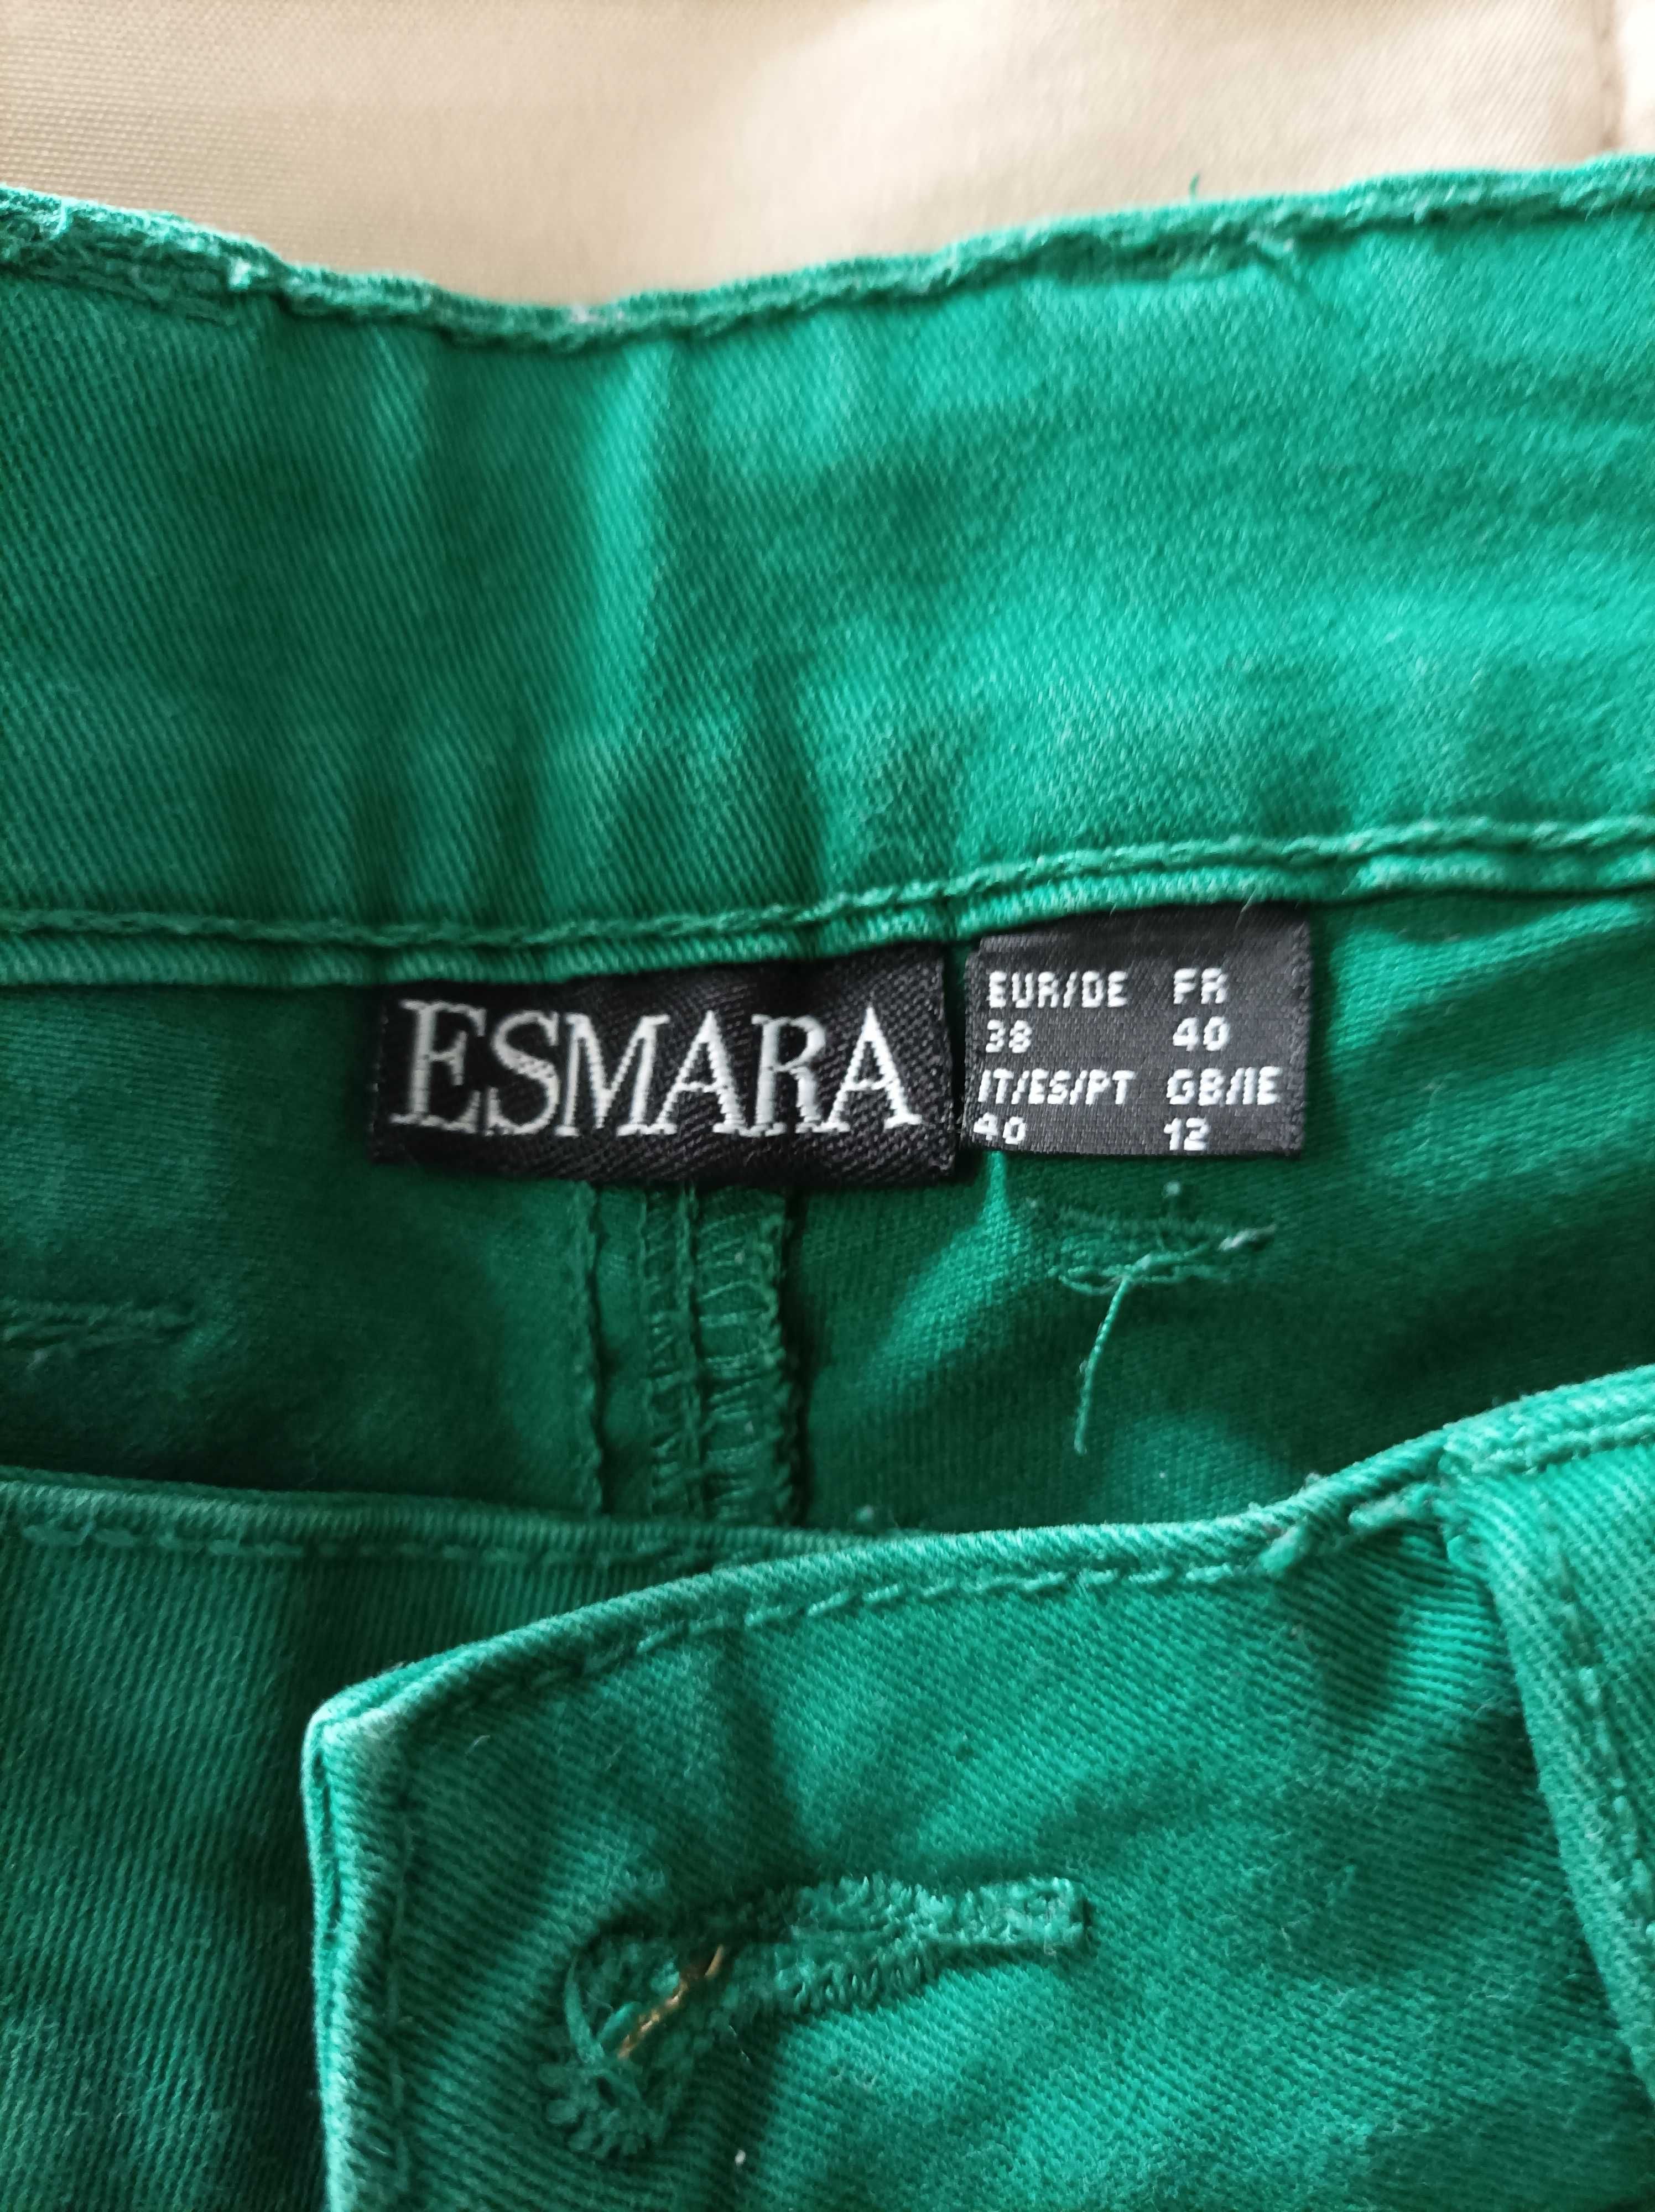 ESMARA
EUR/DE FR
38 40
IT/ES/PT GB/IE
40 12